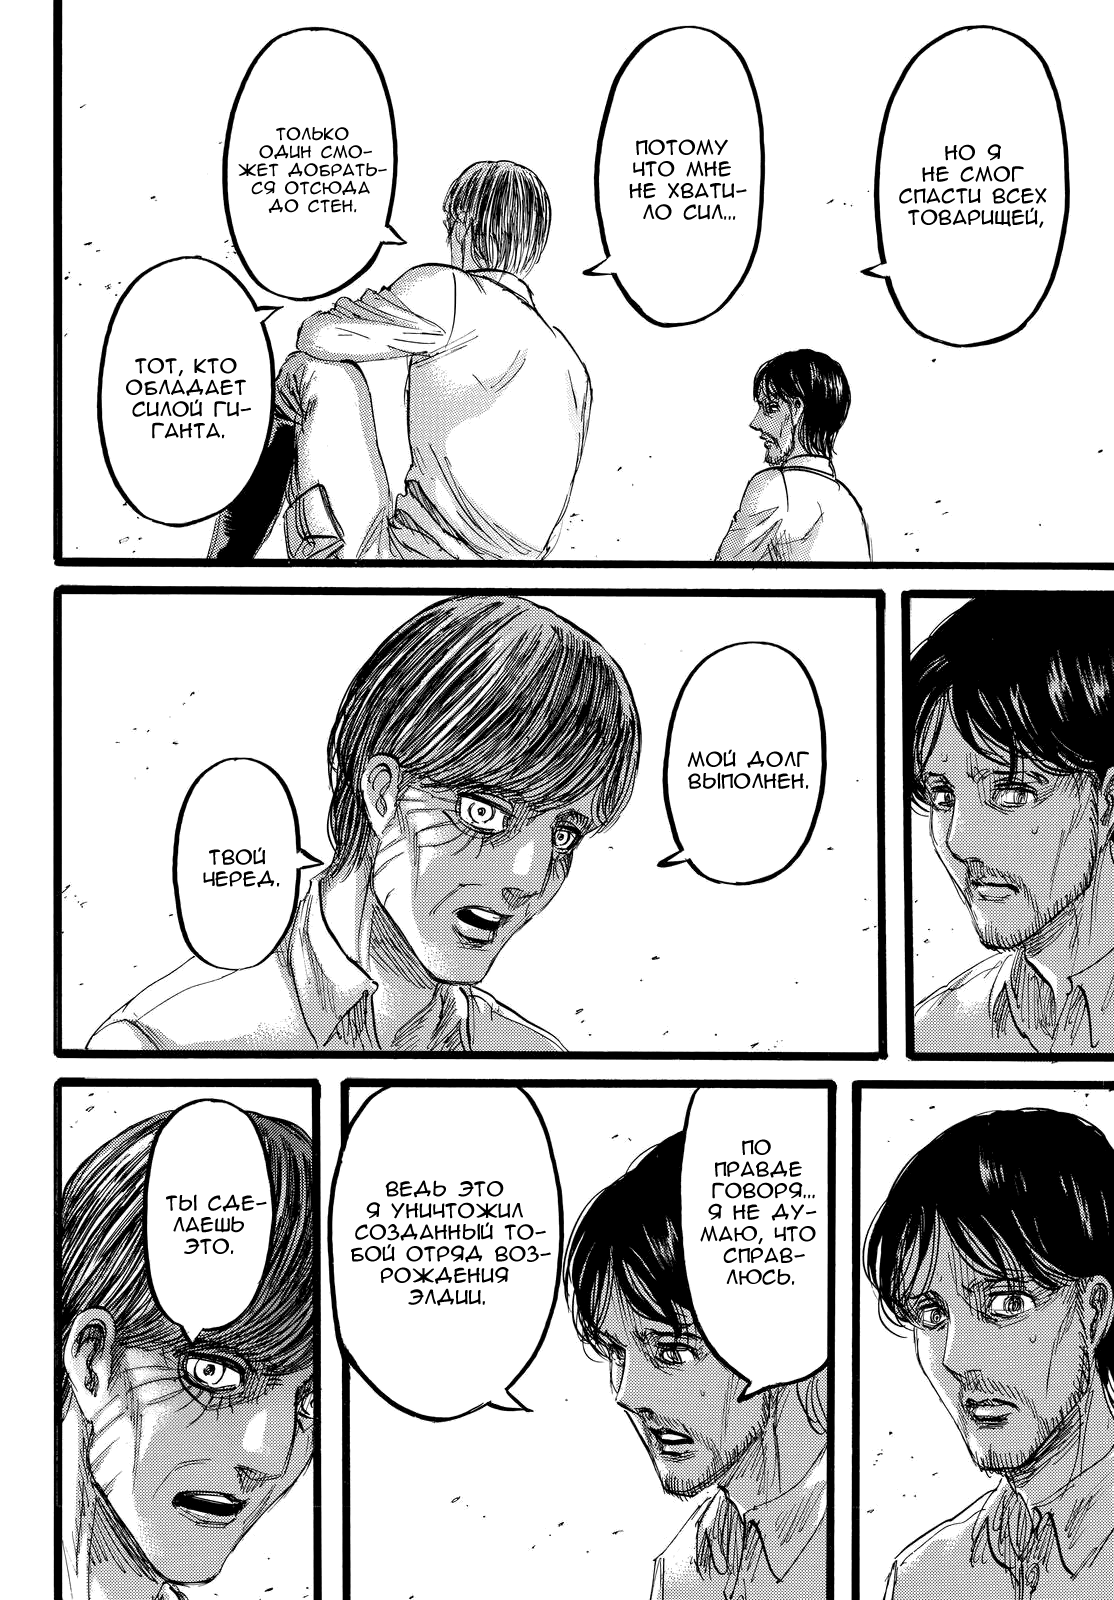 НО Я
НЕ СМОГ
СПАСТИ ВСЕХ
ТОВАРИЩЕЙ,
ПОТОМУ
ЧТО МНЕ
НЕ ХВАТИ-
ЛО СИЛ...
ТОЛЬКО
ОДИН СМО-
ЖЕТ ДОБРАТЬ-
СЯ ОТСЮДА
ДО СТЕН.
ТОТ, КТО
ОБЛАДАЕТ
СИЛОЙ ГИ-
ГАНТА.
МОЙ ДОЛГ
ВЫПОЛНЕН.
ТВОЙ
ЧЕРЕД.
ПО
ПРАВДЕ
ГОВОРЯ...
Я НЕ ДУ-
МАЮ, ЧТО
СПРАВ-
ЛЮСЬ.
ВЕДЬ ЭТО
Я УНИЧТОЖИЛ
СОЗДАННЫЙ ТО-
БОЙ ОТРЯД ВОЗ-
РОЖДЕНИЯ
ЭЛДИИ.
ТЫ СДЕ-
ЛАЕШЬ
ЭТО.